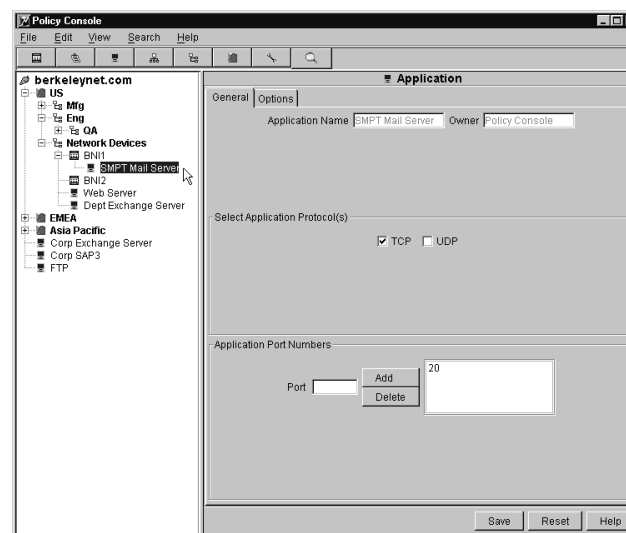 Policy Console
File Edit View Search Help
berkeleynet.com
US
Mfg
Eng
QA
Network Devices
BNI1
SMPT Mail Server
BNI2
Web Server
Dept Exchange Server
EMEA
Asia Pacific
Corp Exchange Server
Corp SAP3
FTP
Application
General Options
Application Name SMPT Mail Server Owner Policy Console
Select Application Protocol(s)
TCP UDP
Application Port Numbers
20
Port Add
Delete
Save Reset Help